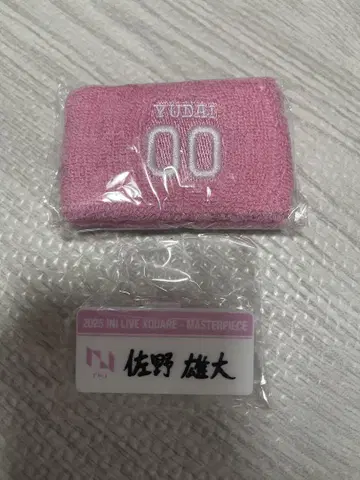 YUDAI
00
2025 INI LIVE XQUARE - MASTERPIECE
佐野 雄大
INI